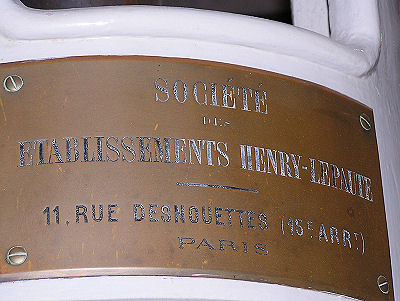 SOCIÉTÉ
DES
ETABLISSEMENTS HENRY-LEPAUTE
11, RUE DESNOUETTES (15E ARRT)
PARIS